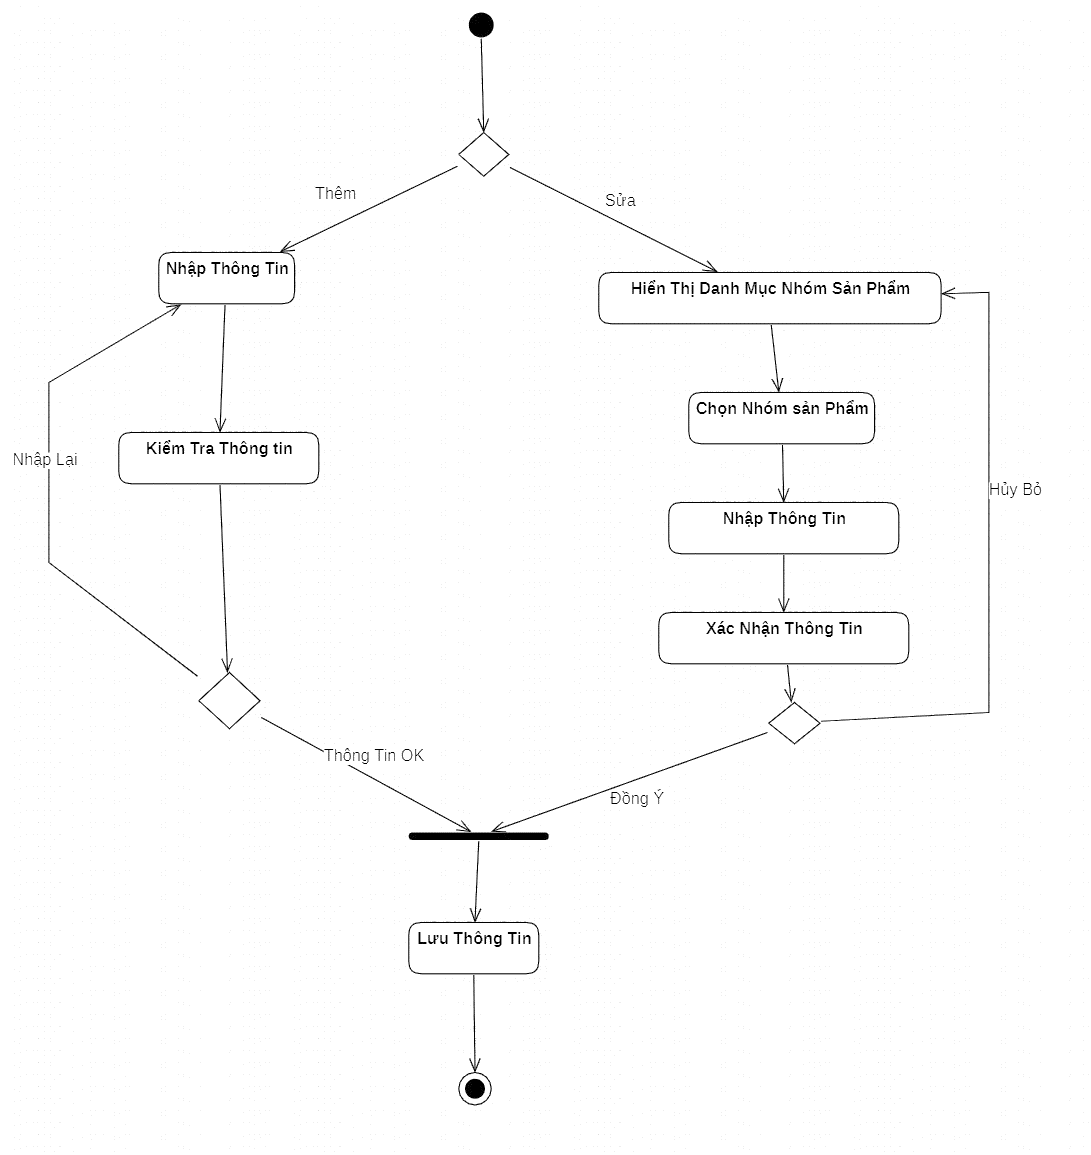 Thêm
Sửa
Nhập Thông Tin
Hiển Thị Danh Mục Nhóm Sản Phẩm
Chọn Nhóm sản Phẩm
Kiểm Tra Thông tin
Nhập Lại
Hủy Bỏ
Nhập Thông Tin
Xác Nhận Thông Tin
Thông Tin OK
Đồng Ý
Lưu Thông Tin